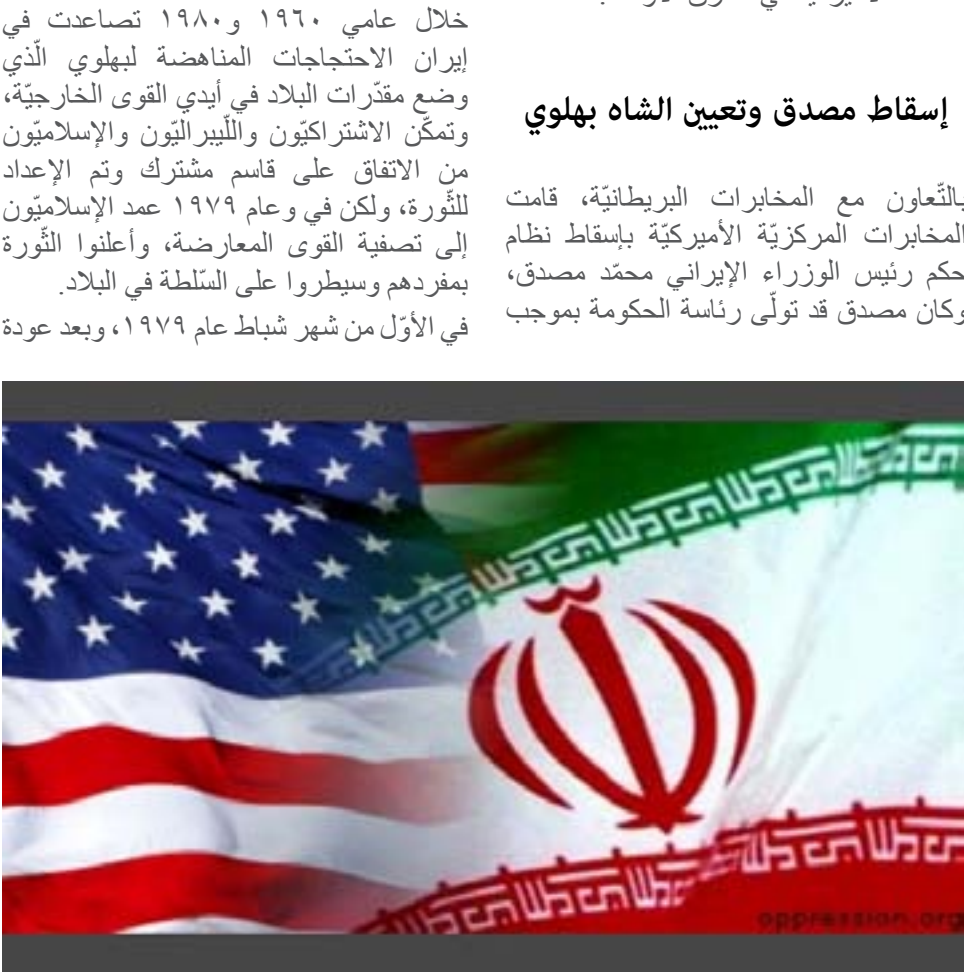 إسقاط مصدق وتعيين الشاه بهلوي
بالتّعاون مع المخابرات البريطانيّة، قامت
المخابرات المركزيّة الأميركيّة بإسقاط نظام
حكم رئيس الوزراء الإيراني محمّد مصدق،
وكان مصدق قد تولّى رئاسة الحكومة بموجب
خلال عامي ١٩٦٠ و١٩٨٠ تصاعدت في
إيران الاحتجاجات المناهضة لبهلوي الّذي
وضع مقدّرات البلاد في أيدي القوى الخارجيّة،
وتمكّن الاشتراكيّون واللّيبراليّون والإسلاميّون
من الاتفاق على قاسم مشترك وتم الإعداد
للثّورة، ولكن في وعام ١٩٧٩ عمد الإسلاميّون
إلى تصفية القوى المعارضة، وأعلنوا الثّورة
بمفردهم وسيطروا على السّلطة في البلاد.
في الأوّل من شهر شباط عام ١٩٧٩، وبعد عودة
oppression.org